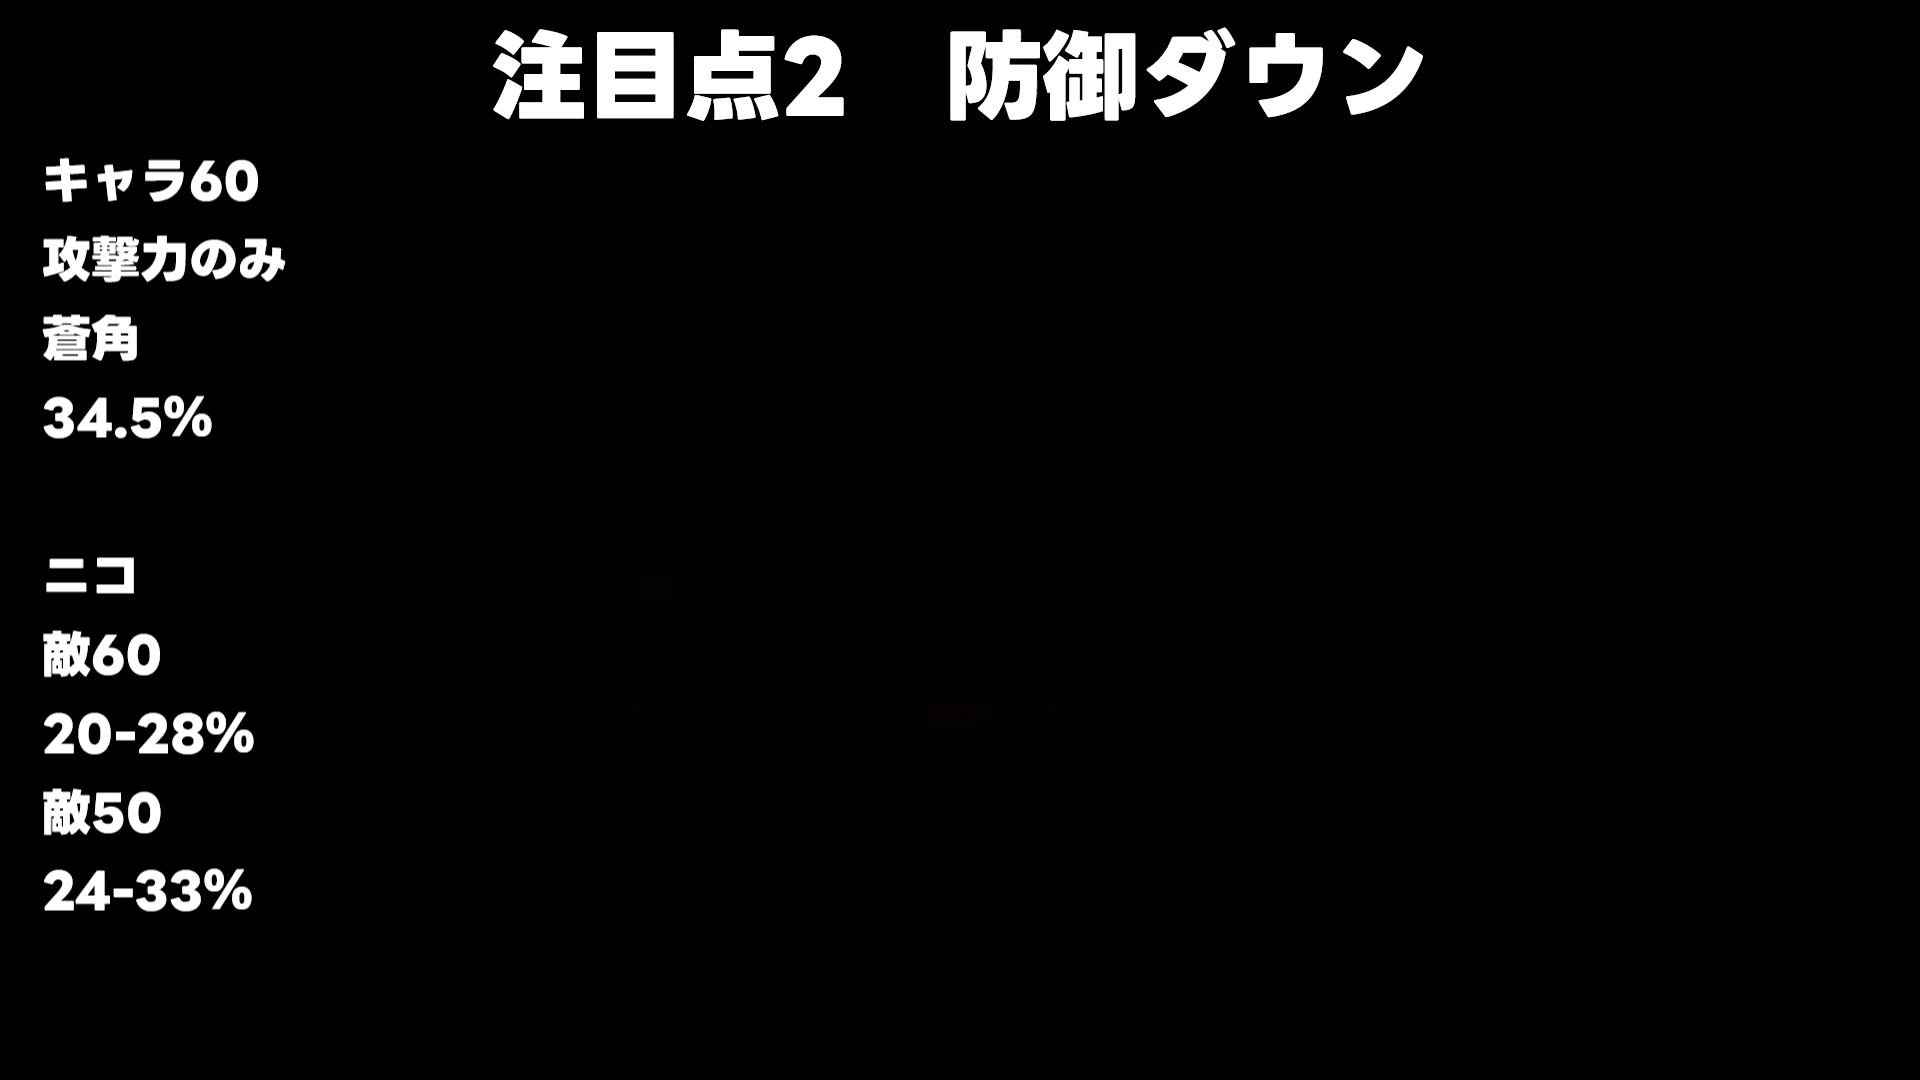 注目点2　防御ダウン
キャラ60
攻撃力のみ
蒼角
34.5%
ニコ
敵60
20-28%
敵50
24-33%